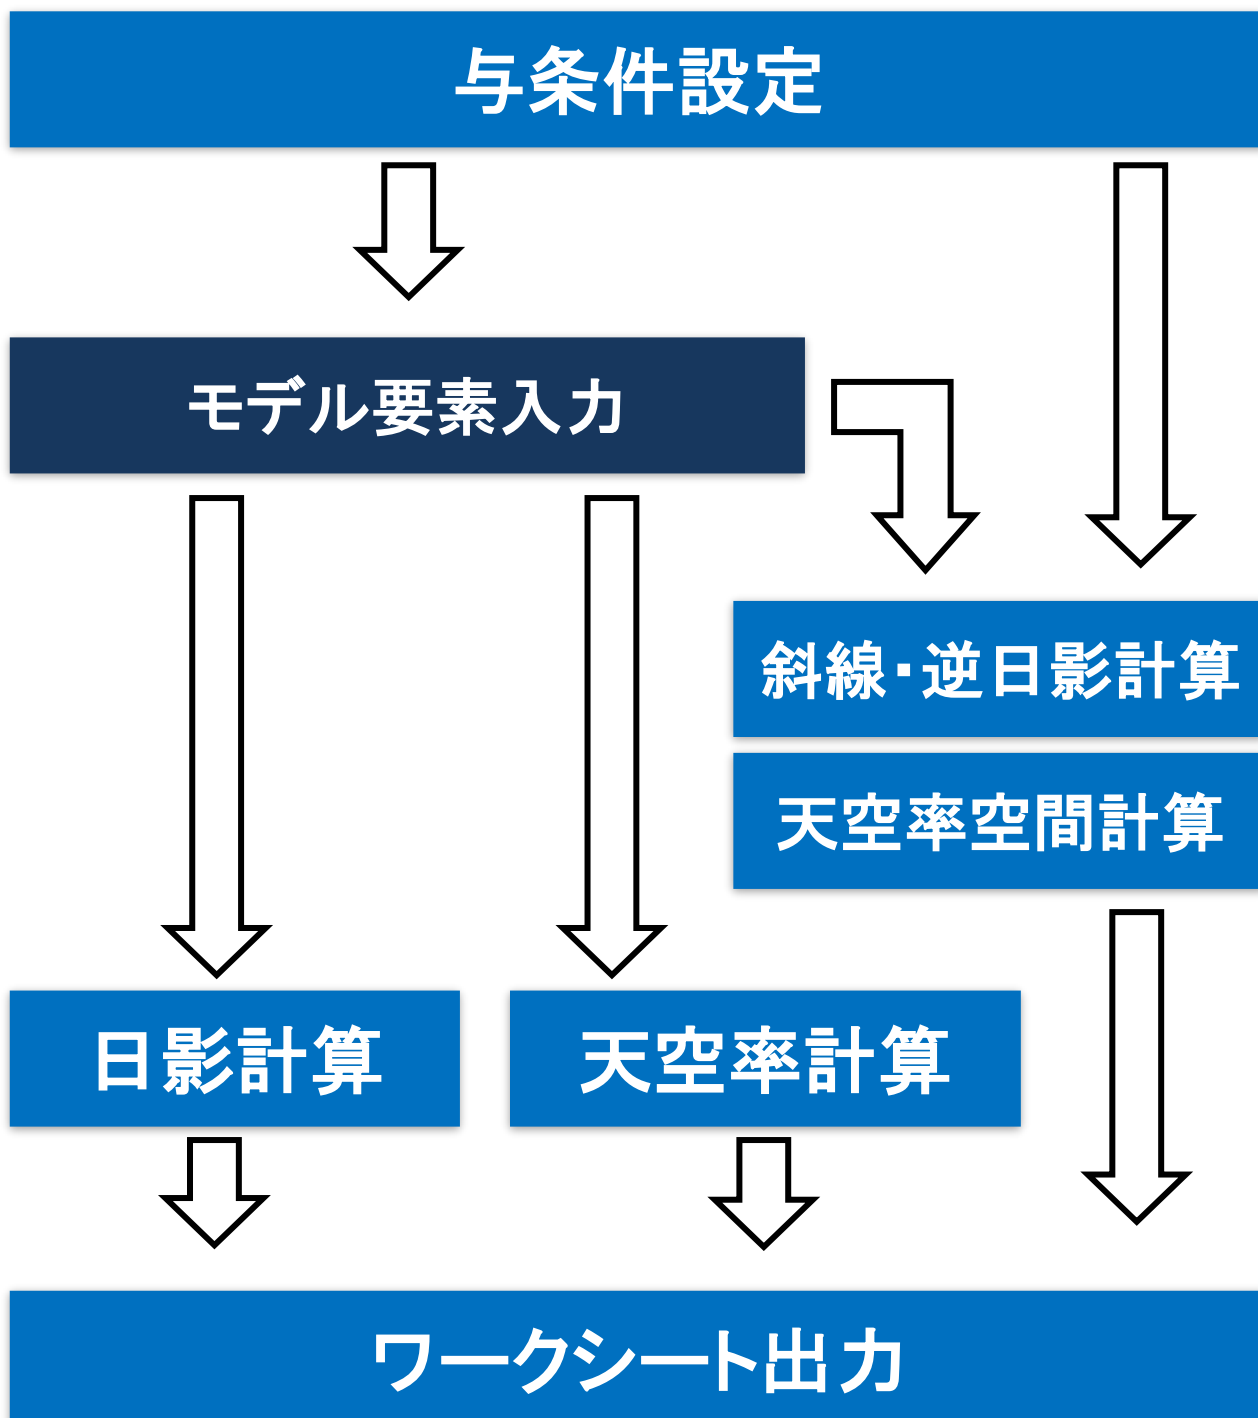 与条件設定
モデル要素入力
斜線・逆日影計算
天空率空間計算
日影計算
天空率計算
ワークシート出力